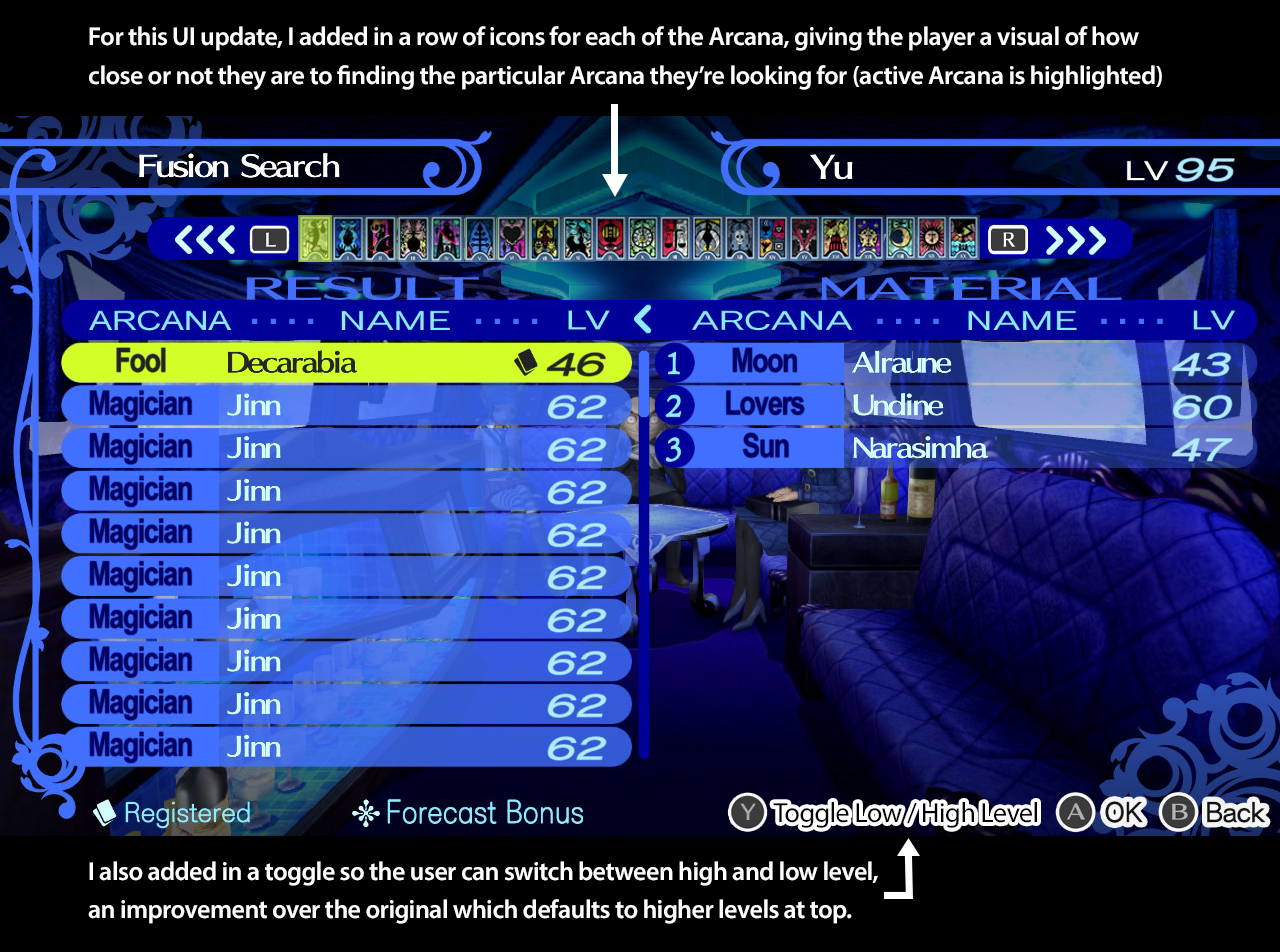 For this UI update, I added in a row of icons for each of the Arcana, giving the player a visual of how
close or not they are to finding the particular Arcana they're looking for (active Arcana is highlighted)
Fusion Search
Yu LV 95
<<< L R >>>
RESULT MATERIAL
ARCANA ···· NAME ···· LV < ARCANA ···· NAME ···· LV
Fool Decarabia 46
1 Moon Alraune 43
Magician Jinn 62
2 Lovers Undine 60
Magician Jinn 62
3 Sun Narasimha 47
Magician Jinn 62
Magician Jinn 62
Magician Jinn 62
Magician Jinn 62
Magician Jinn 62
Magician Jinn 62
Magician Jinn 62
Registered Forecast Bonus Y Toggle Low/High Level A OK B Back
I also added in a toggle so the user can switch between high and low level,
an improvement over the original which defaults to higher levels at top.